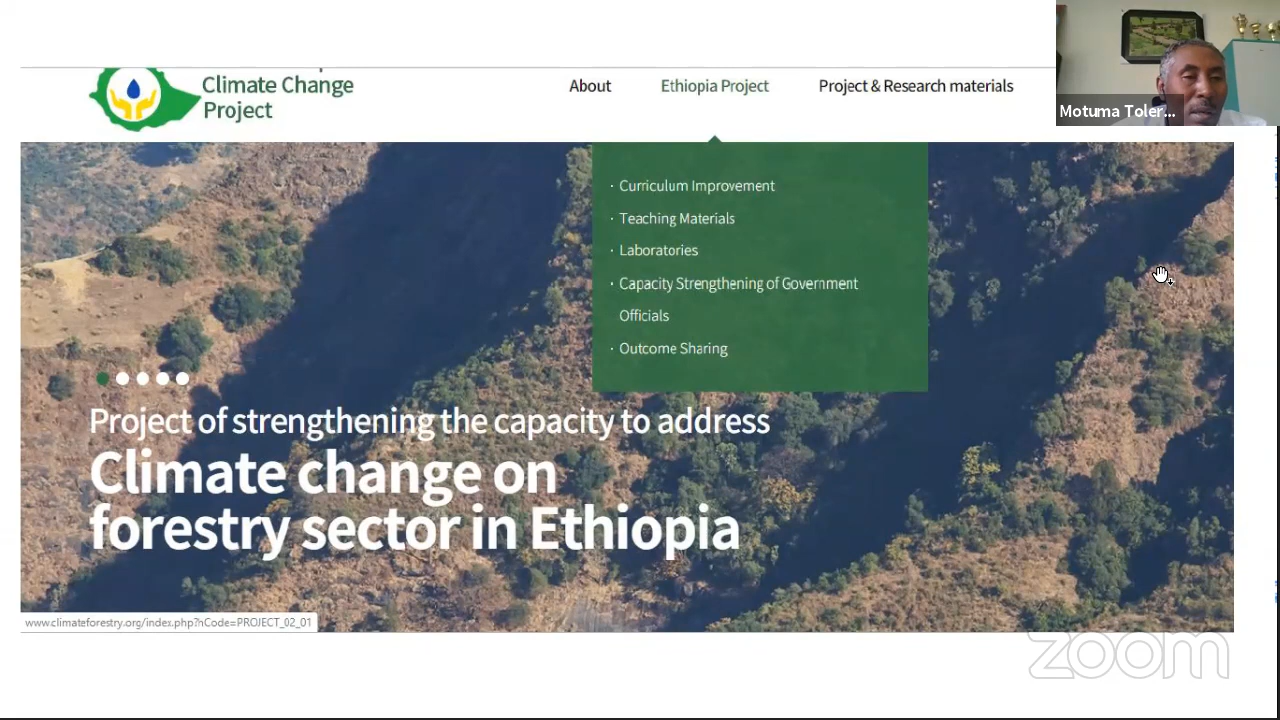 Climate Change
Project
About
Ethiopia Project
Project & Research materials
Motuma Toler...
· Curriculum Improvement
· Teaching Materials
· Laboratories
· Capacity Strengthening of Government
Officials
· Outcome Sharing
Project of strengthening the capacity to address
Climate change on
forestry sector in Ethiopia
www.climateforestry.org/index.php?nCode=PROJECT_02_01
zoom